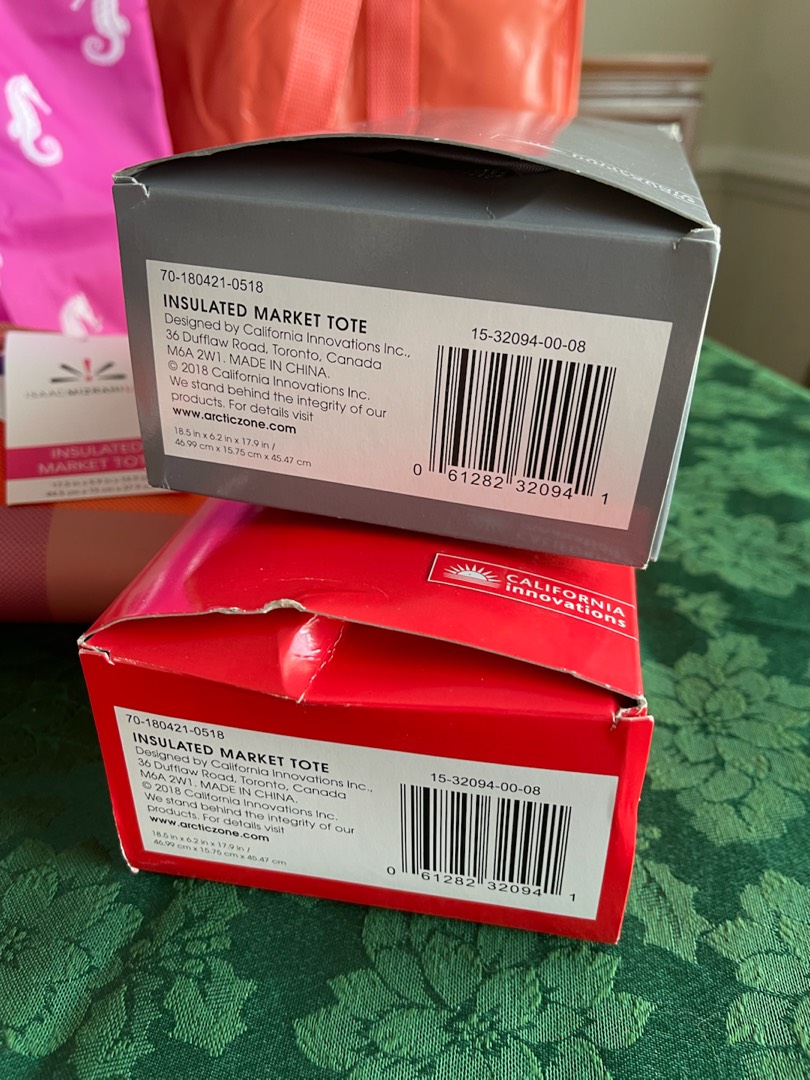 70-180421-0518
INSULATED MARKET TOTE
Designed by California Innovations Inc.,
36 Dufflaw Road, Toronto, Canada
M6A 2W1. MADE IN CHINA.
© 2018 California Innovations Inc.
We stand behind the integrity of our
products. For details visit
www.arcticzone.com
18.5 in x 6.2 in x 17.9 in /
46.99 cm x 15.75 cm x 45.47 cm
15-32094-00-08
0 61282 32094 1
INSULATED
MARKET
CALIFORNIA
innovations
70-180421-0518
INSULATED MARKET TOTE
Designed by California Innovations Inc.,
36 Dufflaw Road, Toronto, Canada
M6A 2W1. MADE IN CHINA.
© 2018 California Innovations Inc.
We stand behind the integrity of our
products. For details visit
www.arcticzone.com
18.5 in x 6.2 in x 17.9 in /
46.99 cm x 15.75 cm x 45.47 cm
15-32094-00-08
0 61282 32094 1